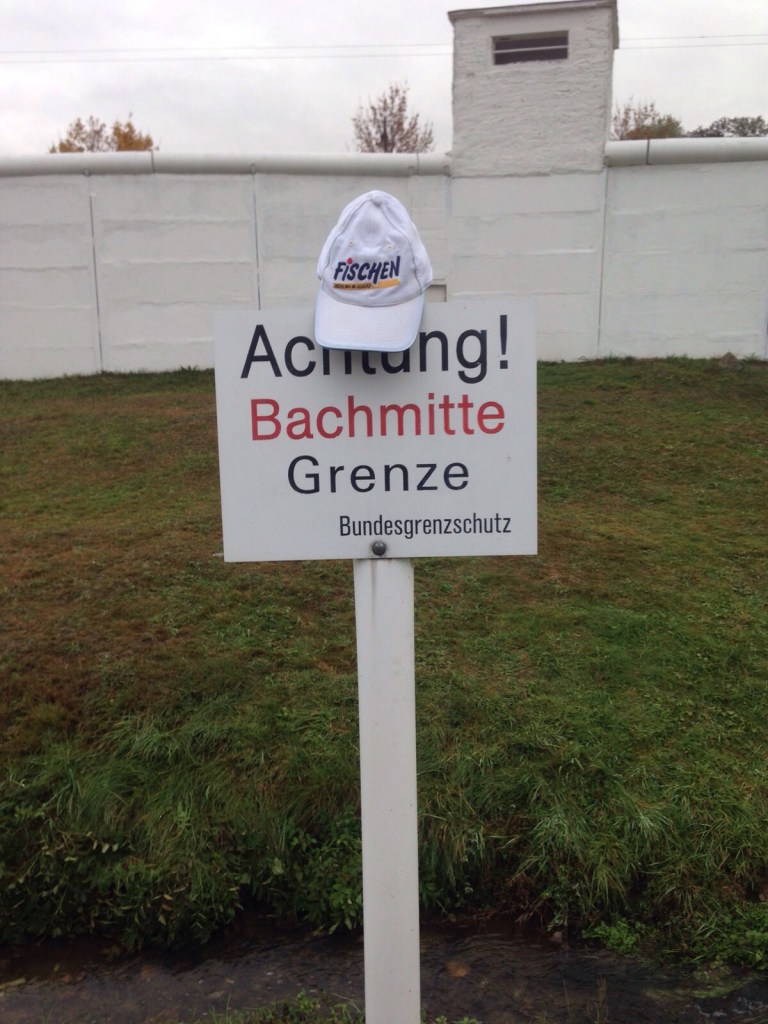 FiSCHEN
Achtung!
Bachmitte
Grenze
Bundesgrenzschutz